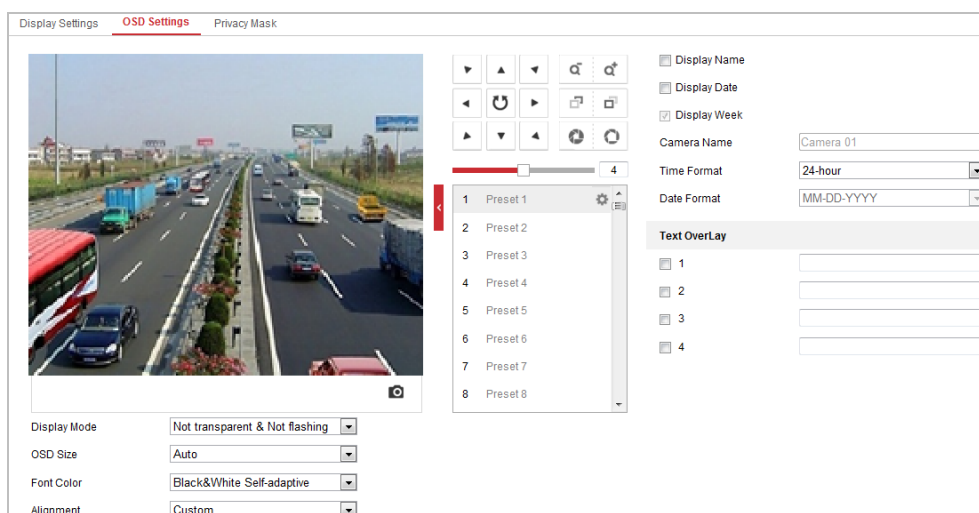 Display Settings OSD Settings Privacy Mask
Display Name
Display Date
Display Week
Camera Name Camera 01
4
Time Format 24-hour
Date Format MM-DD-YYYY
1 Preset 1
2 Preset 2
3 Preset 3
4 Preset 4
5 Preset 5
6 Preset 6
7 Preset 7
8 Preset 8
Text OverLay
1
2
3
4
Display Mode Not transparent & Not flashing
OSD Size Auto
Font Color Black&White Self-adaptive
Alignment Custom